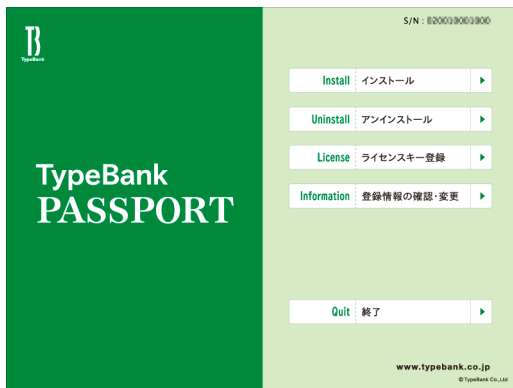 TB
TypeBank
TypeBank
PASSPORT
S/N :
Install インストール
Uninstall アンインストール
License ライセンスキー登録
Information 登録情報の確認・変更
Quit 終了
www.typebank.co.jp
©TypeBank Co.,Ltd